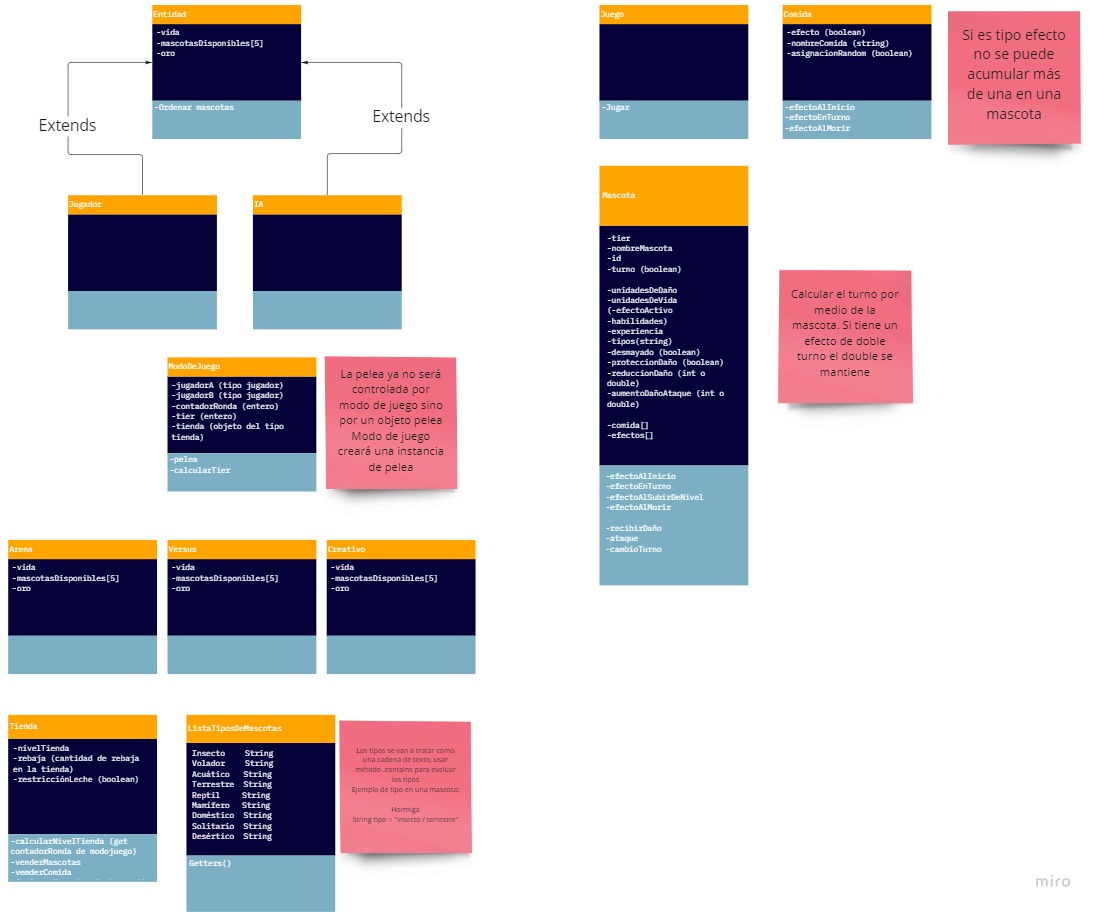 Entidad
-vida
-mascotasDisponibles[5]
-oro
-Ordenar mascotas
Extends
Extends
Jugador
IA
ModoDeJuego
-jugadorA (tipo jugador)
-jugadorB (tipo jugador)
-contadorRonda (entero)
-tier (entero)
-tienda (objeto del tipo
tienda)
-pelea
-calcularTier
La pelea ya no será
controlada por
modo de juego sino
por un objeto pelea
Modo de juego
creará una instancia
de pelea
Arena
-vida
-mascotasDisponibles[5]
-oro
Versus
-vida
-mascotasDisponibles[5]
-oro
Creativo
-vida
-mascotasDisponibles[5]
-oro
Tienda
-nivelTienda
-rebaja (cantidad de rebaja
en la tienda)
-restricciónLeche (boolean)
-calcularNivelTienda (get
contadorRonda de modojuego)
-venderMascotas
-vemderComida
ListaTiposDeMascotas
Insecto String
Volador String
Acuático String
Terrestre String
Reptil String
Mamífero String
Doméstico String
Solitario String
Desértico String
Getters()
Los tipos se van a tratar como
una cadena de texto, usar
método .contains para evaluar
los tipos
Ejemplo de tipo en una mascota:
Hormiga
String tipo = "insecto / terrestre"
Juego
-Jugar
Comida
-efecto (boolean)
-nombreComida (string)
-asignacionRandom (boolean)
-efectoAlInicio
-efectoEnTurno
-efectoAlMorir
Si es tipo efecto
no se puede
acumular más
de una en una
mascota
Mascota
-tier
-nombreMascota
-id
-turno (boolean)
-unidadesDeDaño
-unidadesDeVida
(-efectoActivo
-habilidades)
-experiencia
-tipos(string)
-desmayado (boolean)
-proteccionDaño (boolean)
-reduccionDaño (int o
double)
-aumentoDañoAtaque (int o
double)
-comida[]
-efectos[]
-efectoAlInicio
-efectoEnTurno
-efectoAlSubirDeNivel
-efectoAlMorir
-recibirDaño
-ataque
-cambioTurno
Calcular el turno por
medio de la
mascota. Si tiene un
efecto de doble
turno el double se
mantiene
miro